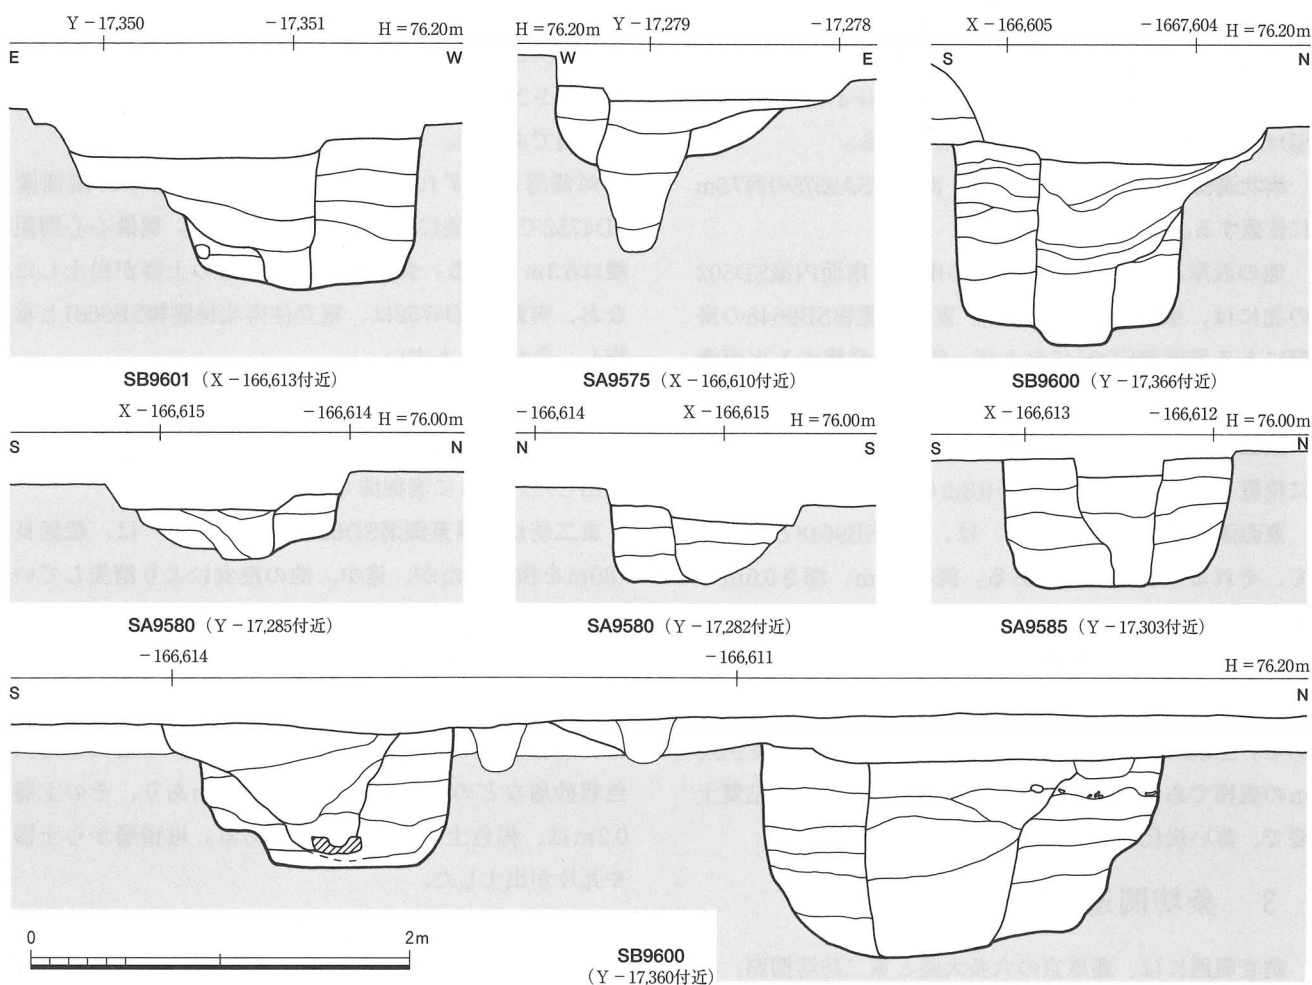 Y −17,350 −17,351 H = 76.20m
E W
SB9601 (X −166,613付近)
Y −17,279 −17,278 H = 76.20m
W E
SA9575 (X −166,610付近)
X −166,605 -1667,604 H = 76.20m
S N
SB9600 (Y −17,366付近)
X −166,615 −166,614 H = 76.00m
S N
SA9580 (Y −17,285付近)
−166,614 X −166,615 H = 76.00m
N S
SA9580 (Y −17,282付近)
X −166,613 −166,612 H = 76.00m
S N
SA9585 (Y −17,303付近)
−166,614 −166,611 H = 76.20m
S N
0 2m
SB9600
(Y −17,360付近)